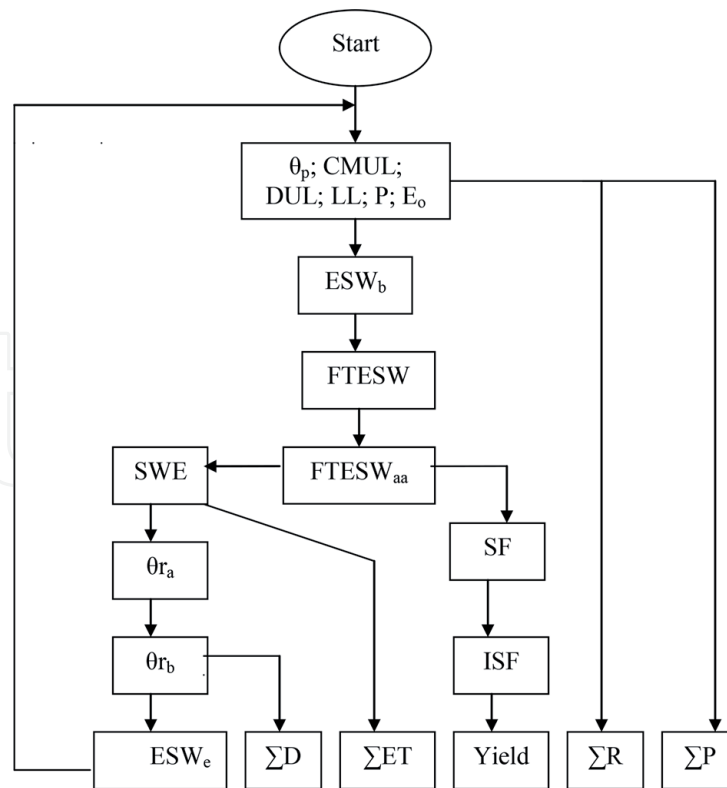 Start
θp; CMUL;
DUL; LL; P; Eo
ESWb
FTESW
SWE
FTESWaa
SF
θra
ISF
θrb
ESWe
∑D
∑ET
Yield
∑R
∑P